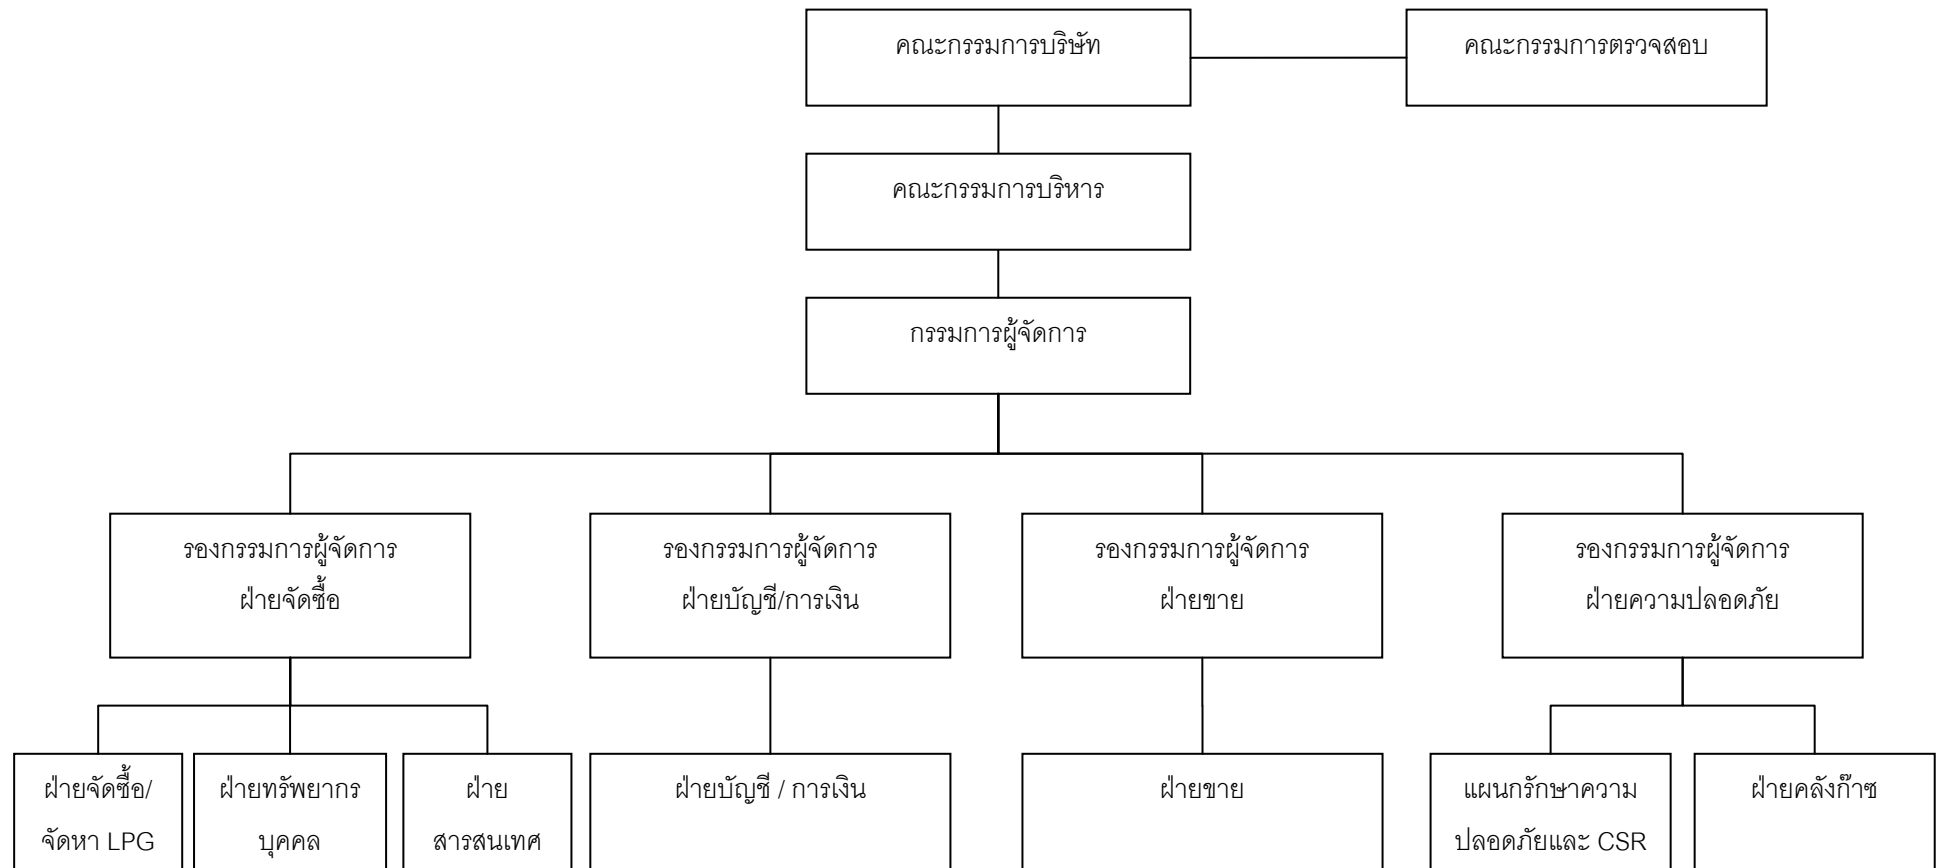 คณะกรรมการบริษัท
คณะกรรมการตรวจสอบ
คณะกรรมการบริหาร
กรรมการผู้จัดการ
รองกรรมการผู้จัดการ
ฝ่ายจัดซื้อ
รองกรรมการผู้จัดการ
ฝ่ายบัญชี/การเงิน
รองกรรมการผู้จัดการ
ฝ่ายขาย
รองกรรมการผู้จัดการ
ฝ่ายความปลอดภัย
ฝ่ายจัดซื้อ/
จัดหา LPG
ฝ่ายทรัพยากร
บุคคล
ฝ่าย
สารสนเทศ
ฝ่ายบัญชี / การเงิน
ฝ่ายขาย
แผนกรักษาความ
ปลอดภัยและ CSR
ฝ่ายคลังก๊าซ